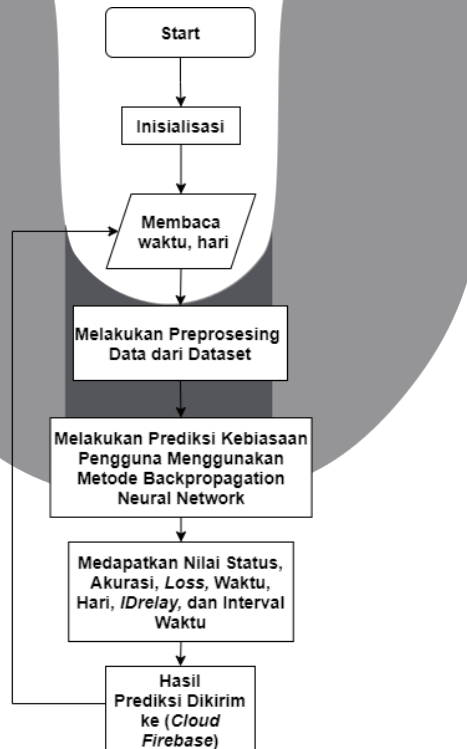 Start
Inisialisasi
Membaca
waktu, hari
Melakukan Preprosesing
Data dari Dataset
Melakukan Prediksi Kebiasaan
Pengguna Menggunakan
Metode Backpropagation
Neural Network
Medapatkan Nilai Status,
Akurasi, Loss, Waktu,
Hari, IDrelay, dan Interval
Waktu
Hasil
Prediksi Dikirim
ke (Cloud
Firebase)